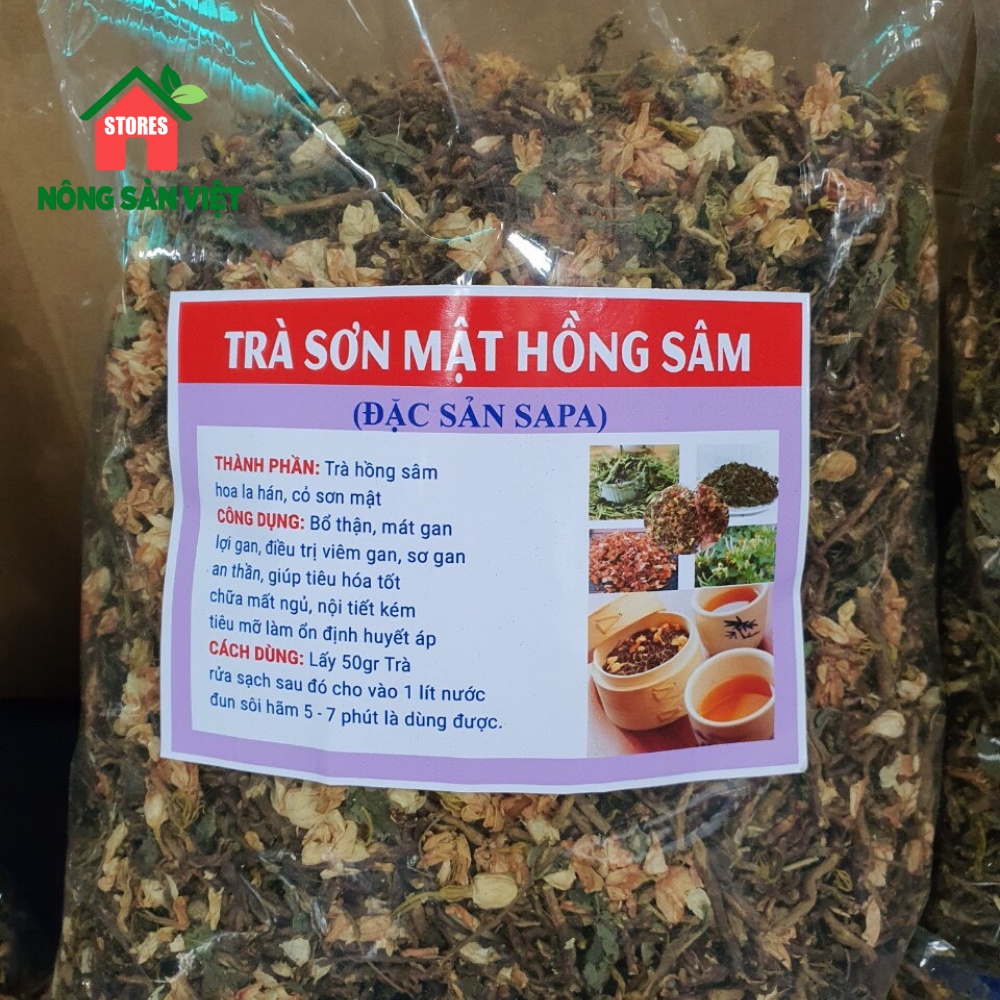 STORES
NÔNG SẢN VIỆT
TRÀ SƠN MẬT HỒNG SÂM
(ĐẶC SẢN SAPA)
THÀNH PHẦN: Trà hồng sâm
hoa la hán, cỏ sơn mật
CÔNG DỤNG: Bổ thận, mát gan
lợi gan, điều trị viêm gan, sơ gan
an thần, giúp tiêu hóa tốt
chữa mất ngủ, nội tiết kém
tiêu mỡ làm ổn định huyết áp
CÁCH DÙNG: Lấy 50gr Trà
rửa sạch sau đó cho vào 1 lít nước
đun sôi hãm 5 - 7 phút là dùng được.